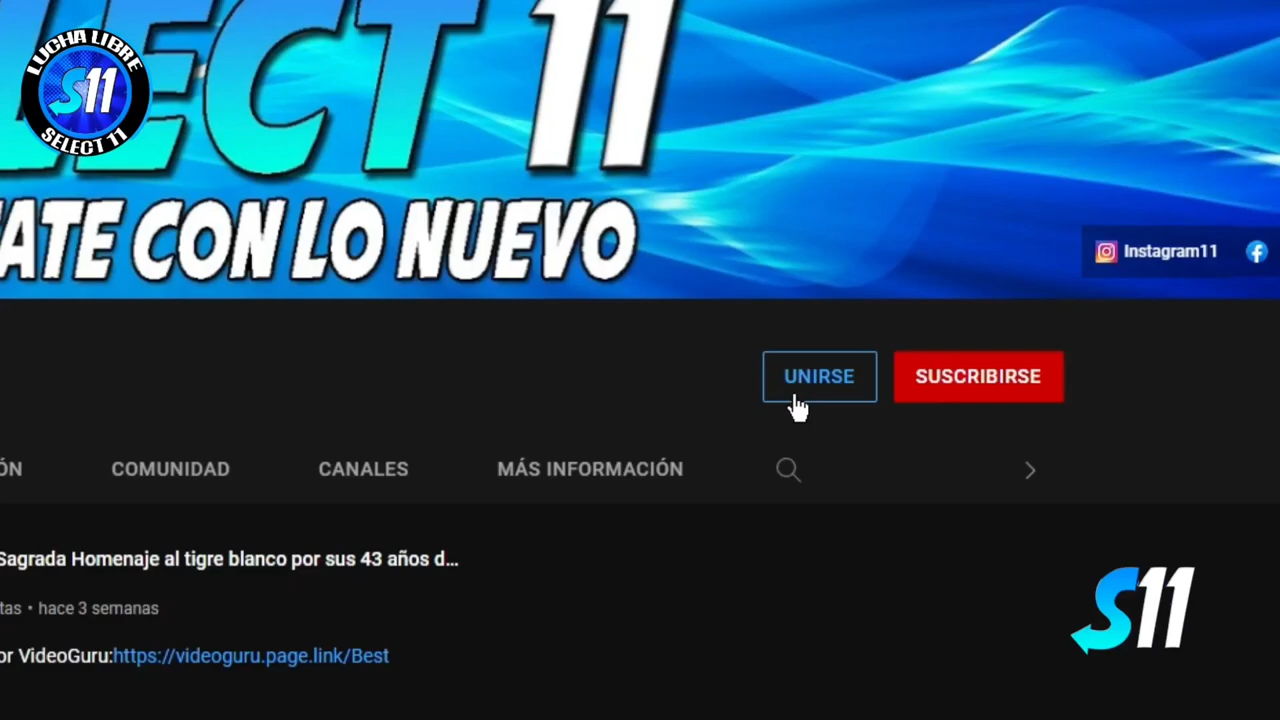 LUCHA LIBRE
S11
SELECT 11
LECT 11
ATE CON LO NUEVO
Instagram11
UNIRSE
SUSCRIBIRSE
ÓN
COMUNIDAD
CANALES
MÁS INFORMACIÓN
Sagrada Homenaje al tigre blanco por sus 43 años d...
tas • hace 3 semanas
or VideoGuru:https://videoguru.page.link/Best
S11